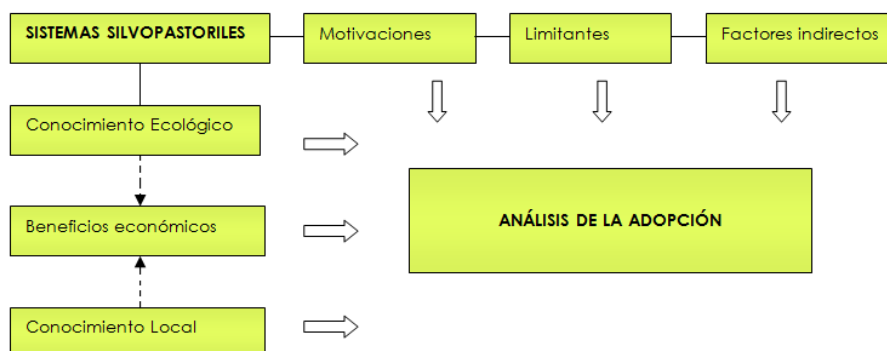 SISTEMAS SILVOPASTORILES
Motivaciones
Limitantes
Factores indirectos
Conocimiento Ecológico
Beneficios económicos
ANÁLISIS DE LA ADOPCIÓN
Conocimiento Local